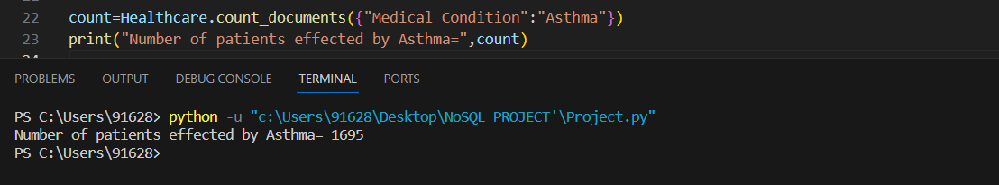 22 count=Healthcare.count_documents({"Medical Condition":"Asthma"})
23 print("Number of patients effected by Asthma=",count)
PROBLEMS OUTPUT DEBUG CONSOLE TERMINAL PORTS
PS C:\Users\91628> python -u "c:\Users\91628\Desktop\NoSQL PROJECT'\Project.py"
Number of patients effected by Asthma= 1695
PS C:\Users\91628>